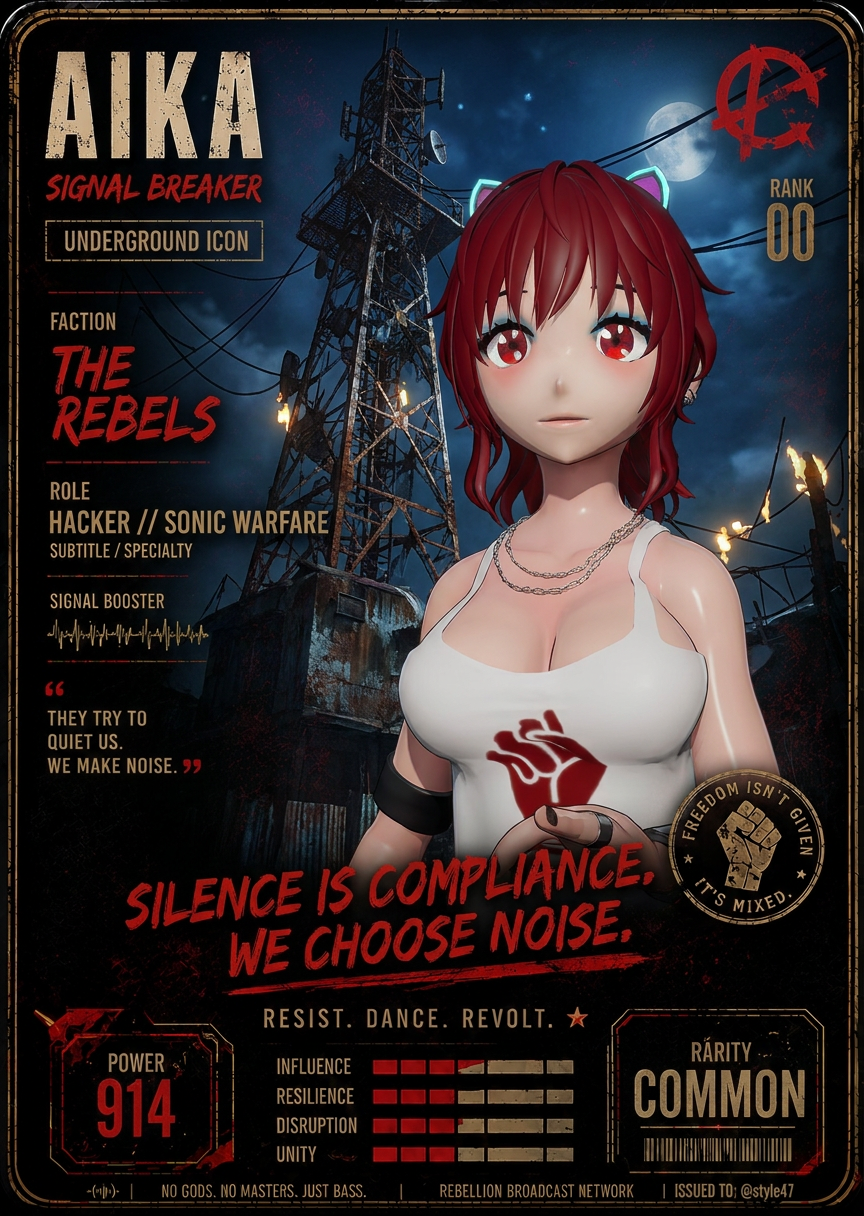 AIKA
SIGNAL BREAKER
UNDERGROUND ICON
RANK
00
FACTION
THE
REBELS
ROLE
HACKER // SONIC WARFARE
SUBTITLE / SPECIALTY
SIGNAL BOOSTER
“ THEY TRY TO
QUIET US.
WE MAKE NOISE. ”
FREEDOM ISN'T GIVEN
★ IT'S MIXED. ★
SILENCE IS COMPLIANCE.
WE CHOOSE NOISE.
RESIST. DANCE. REVOLT. ★
POWER
914
INFLUENCE
RESILIENCE
DISRUPTION
UNITY
RARITY
COMMON
NO GODS. NO MASTERS. JUST BASS. | REBELLION BROADCAST NETWORK | ISSUED TO: @style47